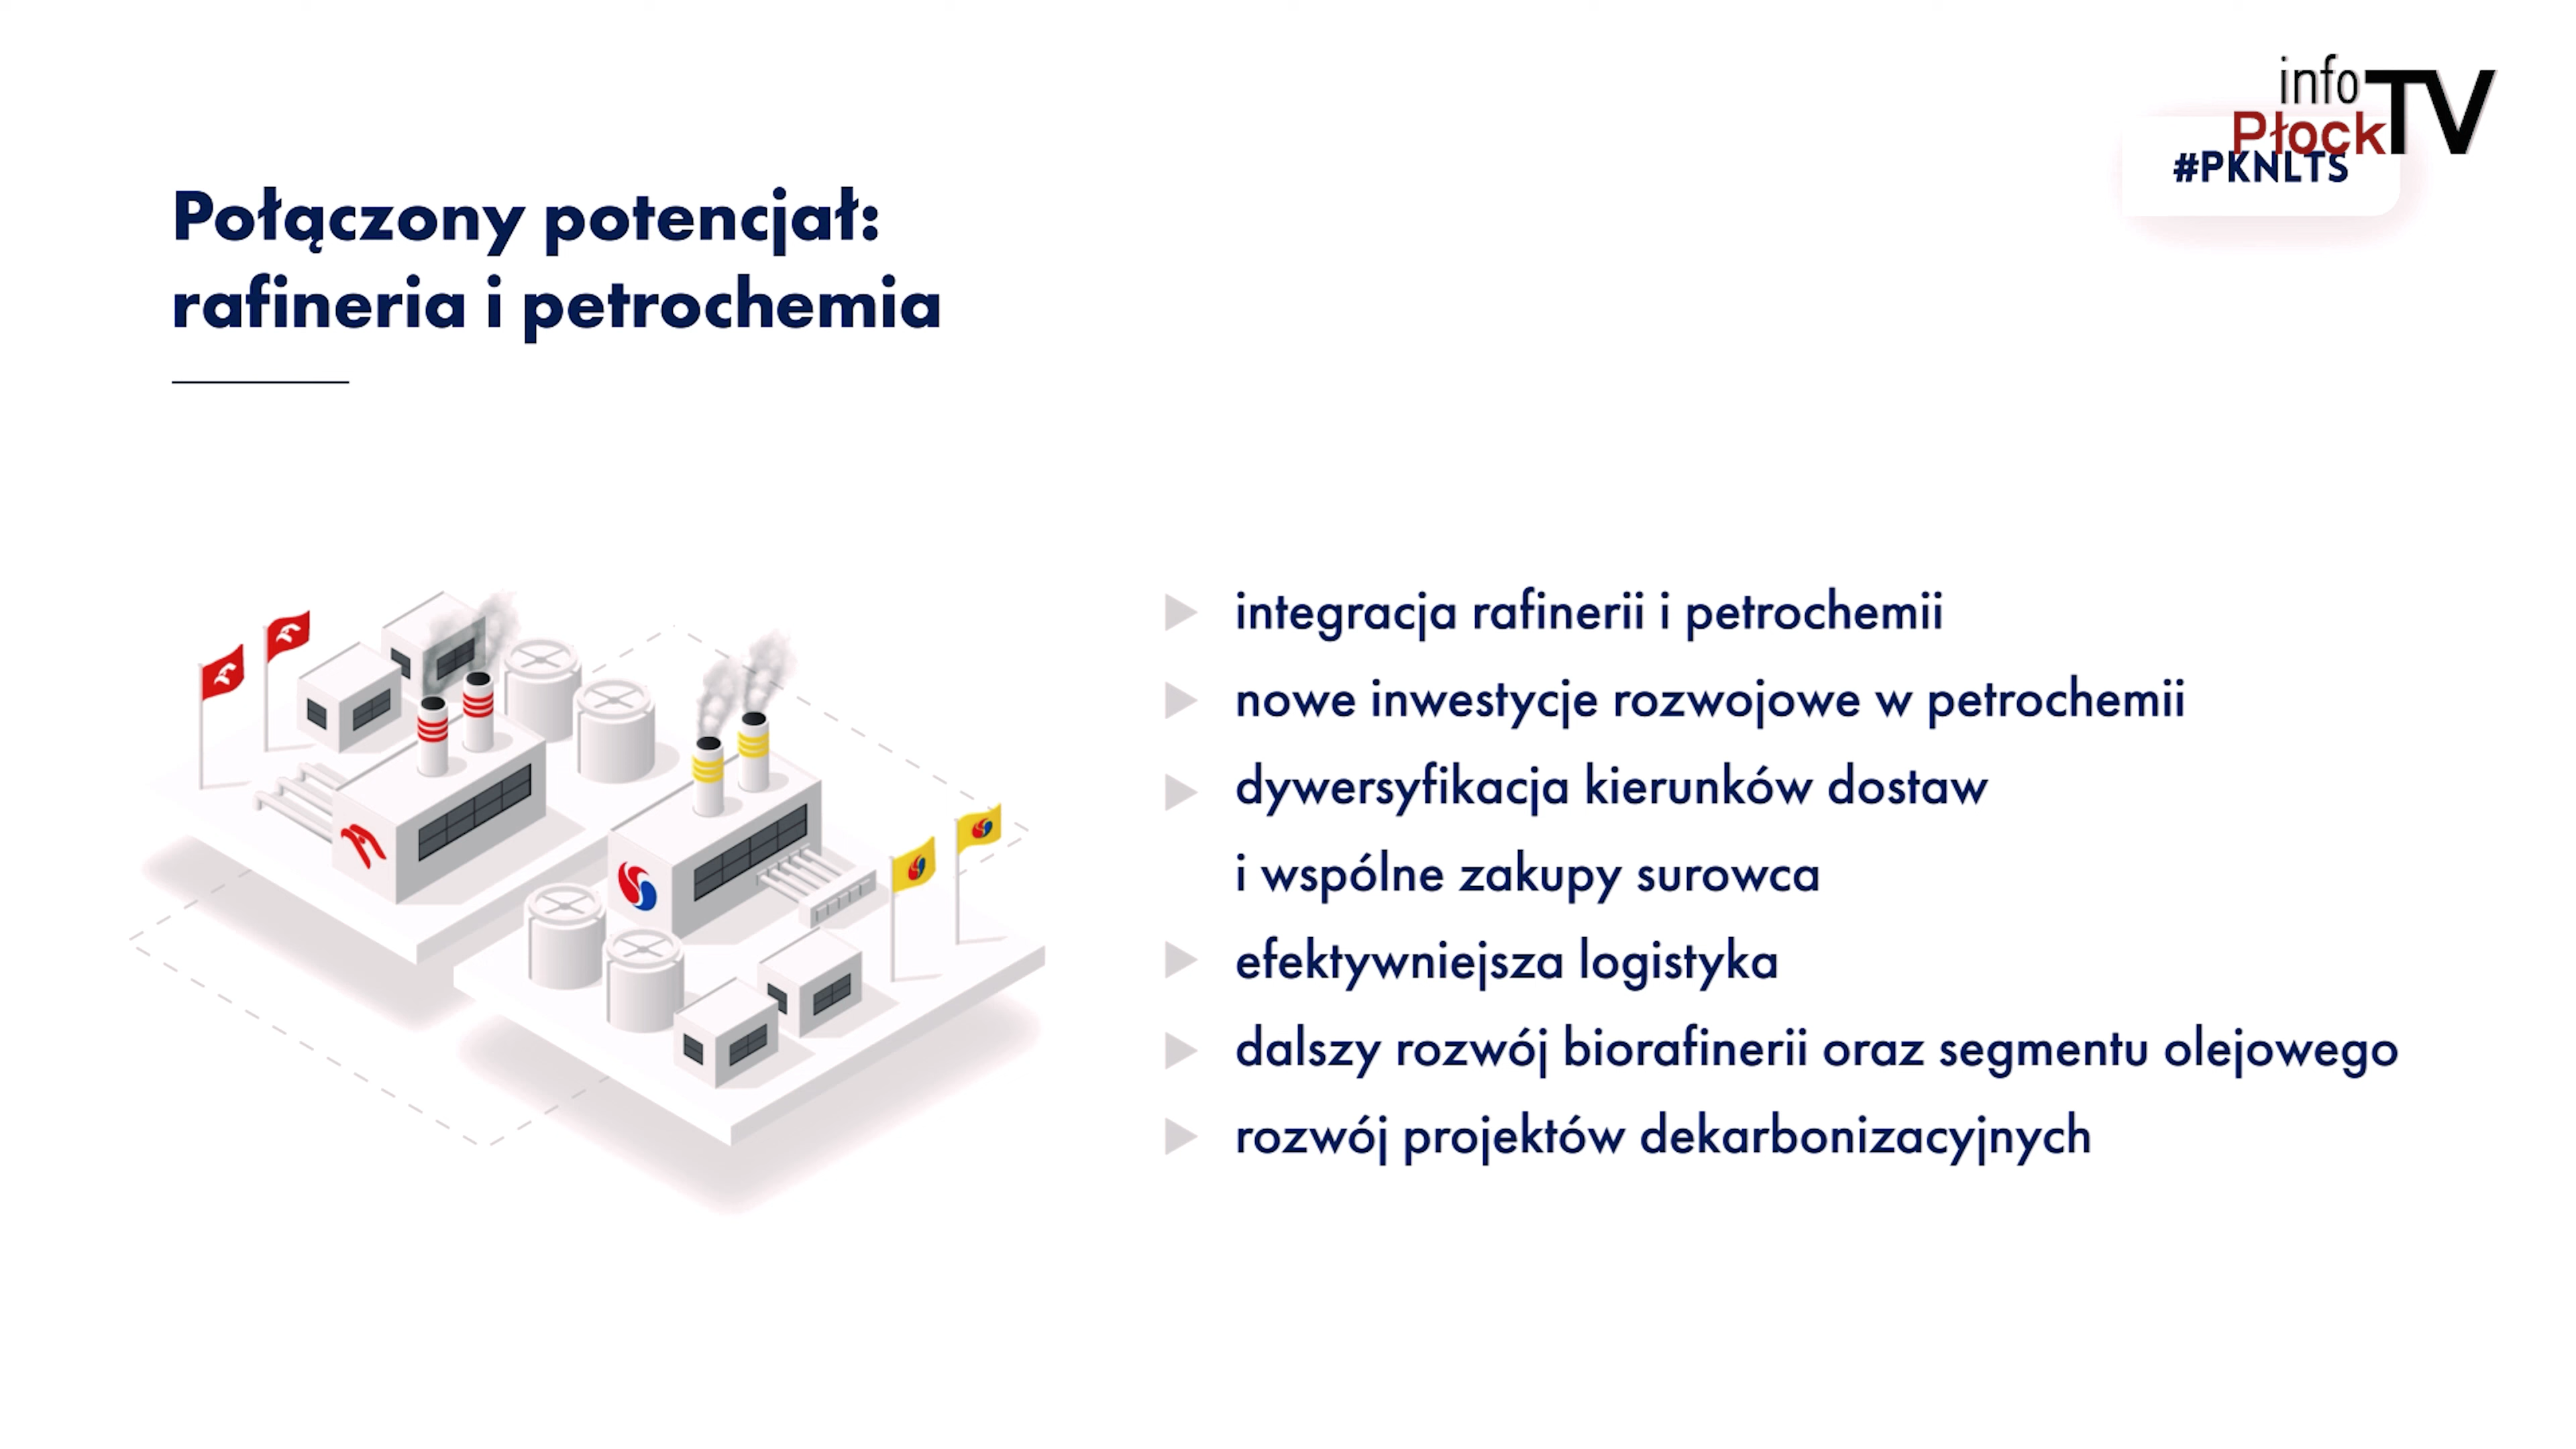 info
Płock TV
#PKNLTS
Połączony potencjał:
rafineria i petrochemia
integracja rafinerii i petrochemii
nowe inwestycje rozwojowe w petrochemii
dywersyfikacja kierunków dostaw
i wspólne zakupy surowca
efektywniejsza logistyka
dalszy rozwój biorafinerii oraz segmentu olejowego
rozwój projektów dekarbonizacyjnych